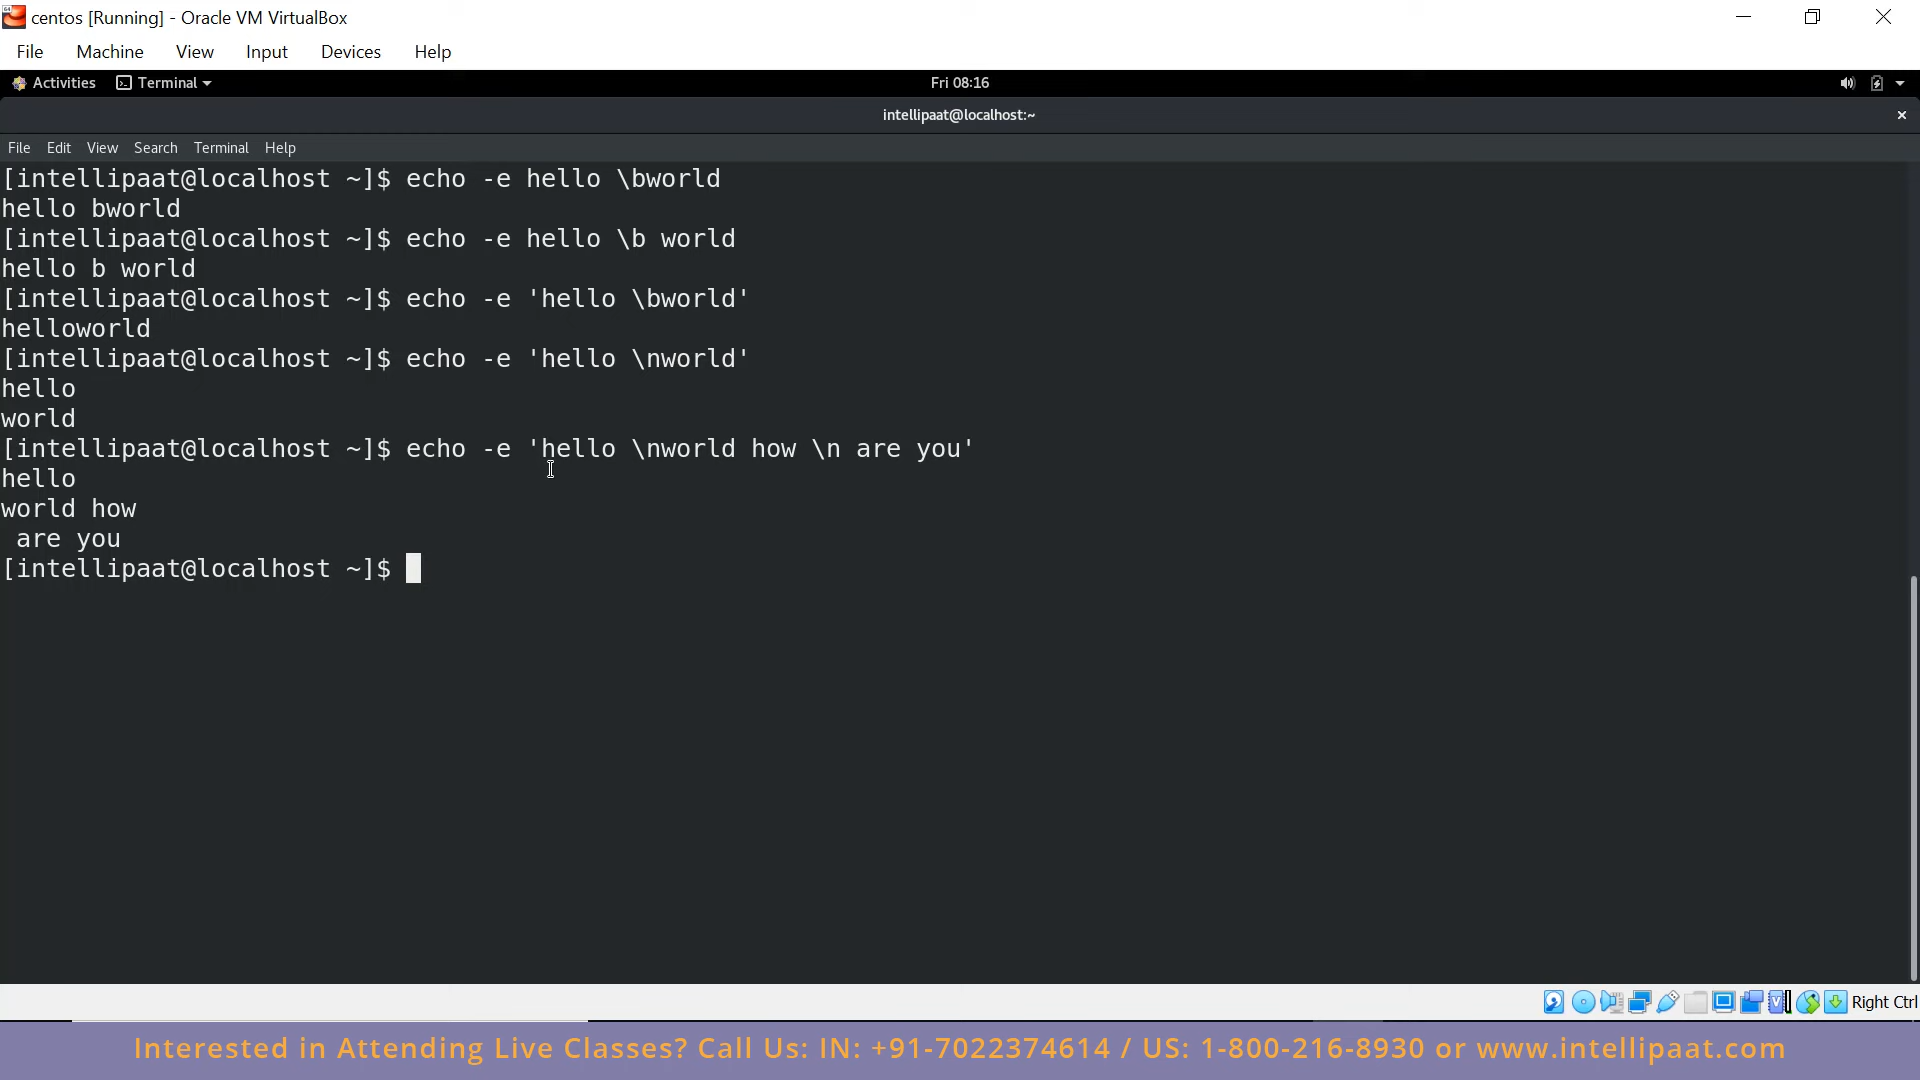 centos [Running] - Oracle VM VirtualBox
File Machine View Input Devices Help
Activities Terminal Fri 08:16
intellipaat@localhost:~
File Edit View Search Terminal Help
[intellipaat@localhost ~]$ echo -e hello \bworld
hello bworld
[intellipaat@localhost ~]$ echo -e hello \b world
hello b world
[intellipaat@localhost ~]$ echo -e 'hello \bworld'
helloworld
[intellipaat@localhost ~]$ echo -e 'hello \nworld'
hello
world
[intellipaat@localhost ~]$ echo -e 'hello \nworld how \n are you'
hello
world how
 are you
[intellipaat@localhost ~]$
Right Ctrl
Interested in Attending Live Classes? Call Us: IN: +91-7022374614 / US: 1-800-216-8930 or www.intellipaat.com